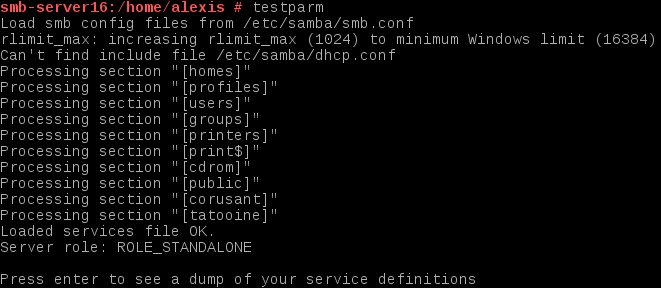 smb-server16:/home/alexis # testparm
Load smb config files from /etc/samba/smb.conf
rlimit_max: increasing rlimit_max (1024) to minimum Windows limit (16384)
Can't find include file /etc/samba/dhcp.conf
Processing section "[homes]"
Processing section "[profiles]"
Processing section "[users]"
Processing section "[groups]"
Processing section "[printers]"
Processing section "[print$]"
Processing section "[cdrom]"
Processing section "[public]"
Processing section "[corusant]"
Processing section "[tatooine]"
Loaded services file OK.
Server role: ROLE_STANDALONE
Press enter to see a dump of your service definitions